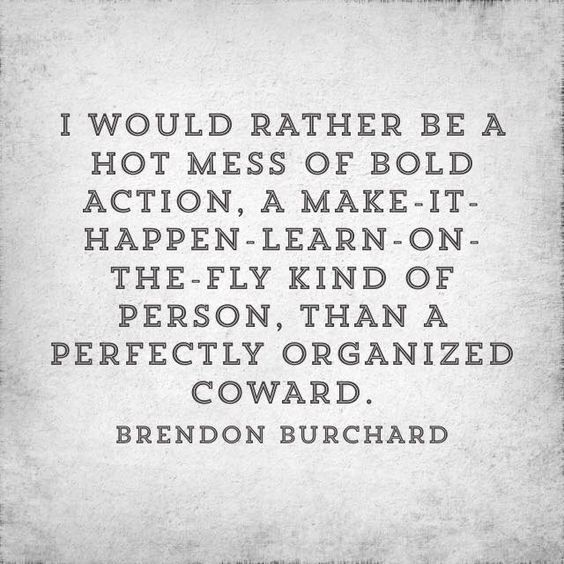 I WOULD RATHER BE A
HOT MESS OF BOLD
ACTION, A MAKE-IT-
HAPPEN-LEARN-ON-
THE-FLY KIND OF
PERSON, THAN A
PERFECTLY ORGANIZED
COWARD.
BRENDON BURCHARD